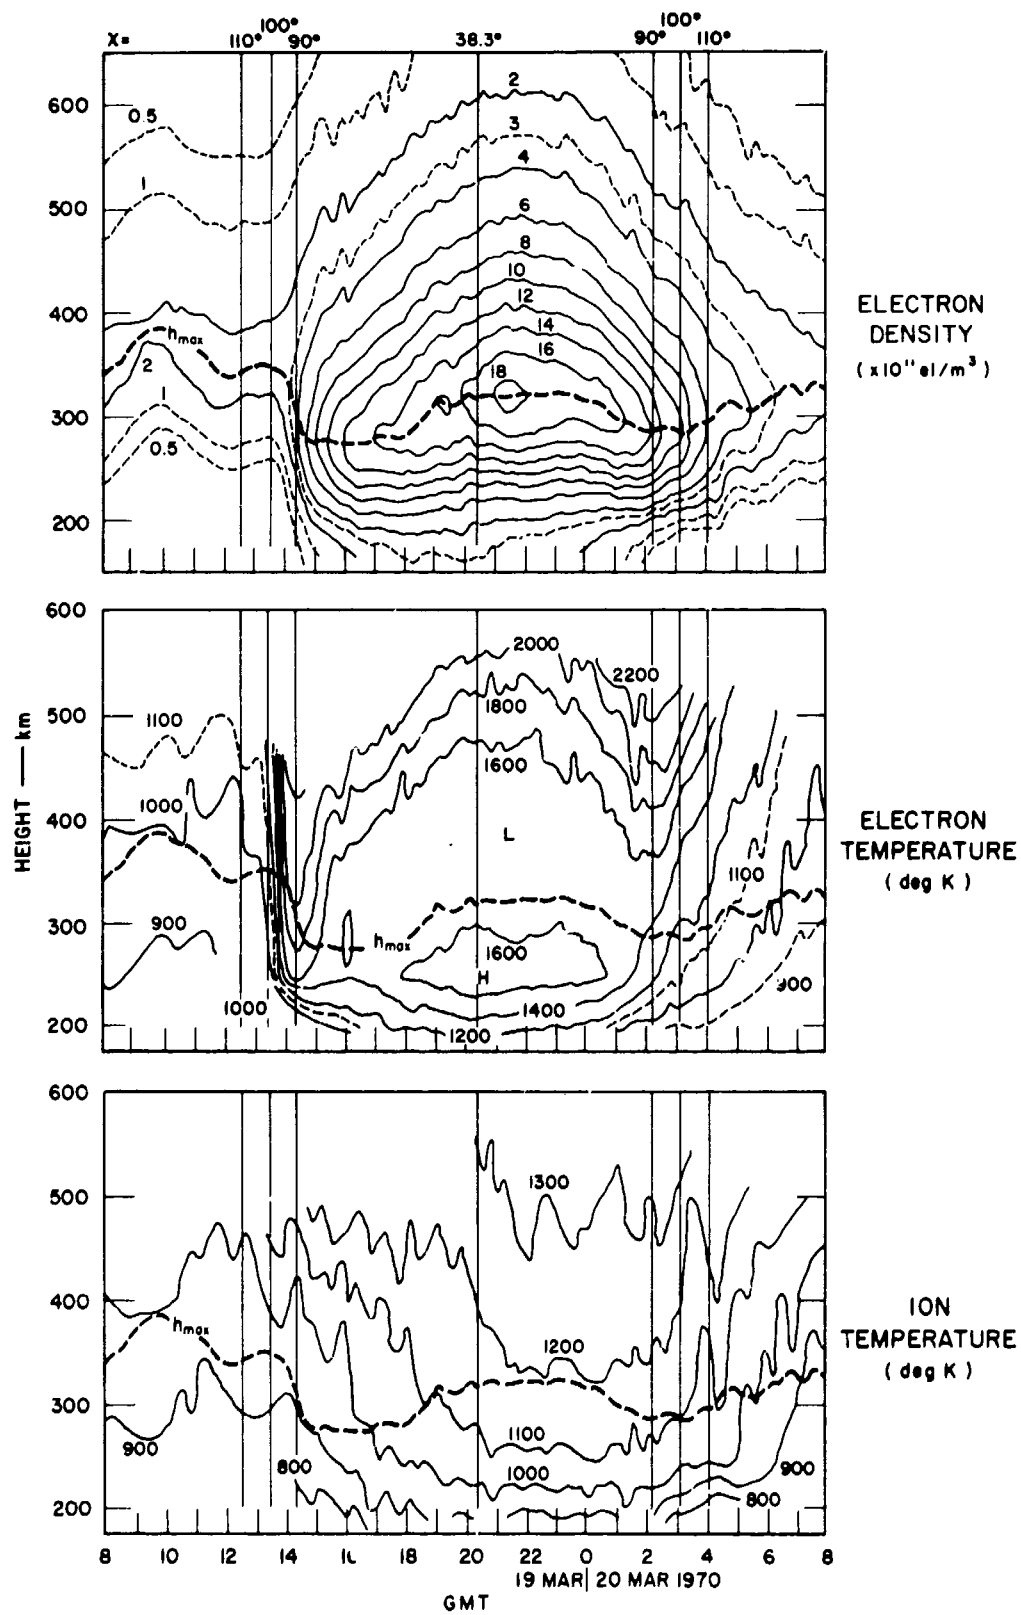 100° 100°
χ= 110° 90° 38.3° 90° 110°
600
0.5
2
3
1
4
500
6
8
10
400
12
hmax
14
2
16
18
1
300
0.5
200
ELECTRON
DENSITY
(x10¹¹ el/m³)
600
2000
2200
500
1100
1800
1600
1000
400
L
1100
300
900
hmax
1600
H
900
1000
1400
200
1200
ELECTRON
TEMPERATURE
(deg K)
HEIGHT — km
600
1300
500
400
hmax
1200
300
1100
900
800
1000
900
800
200
ION
TEMPERATURE
(deg K)
8 10 12 14 18 20 22 0 2 4 6 8
19 MAR 20 MAR 1970
GMT